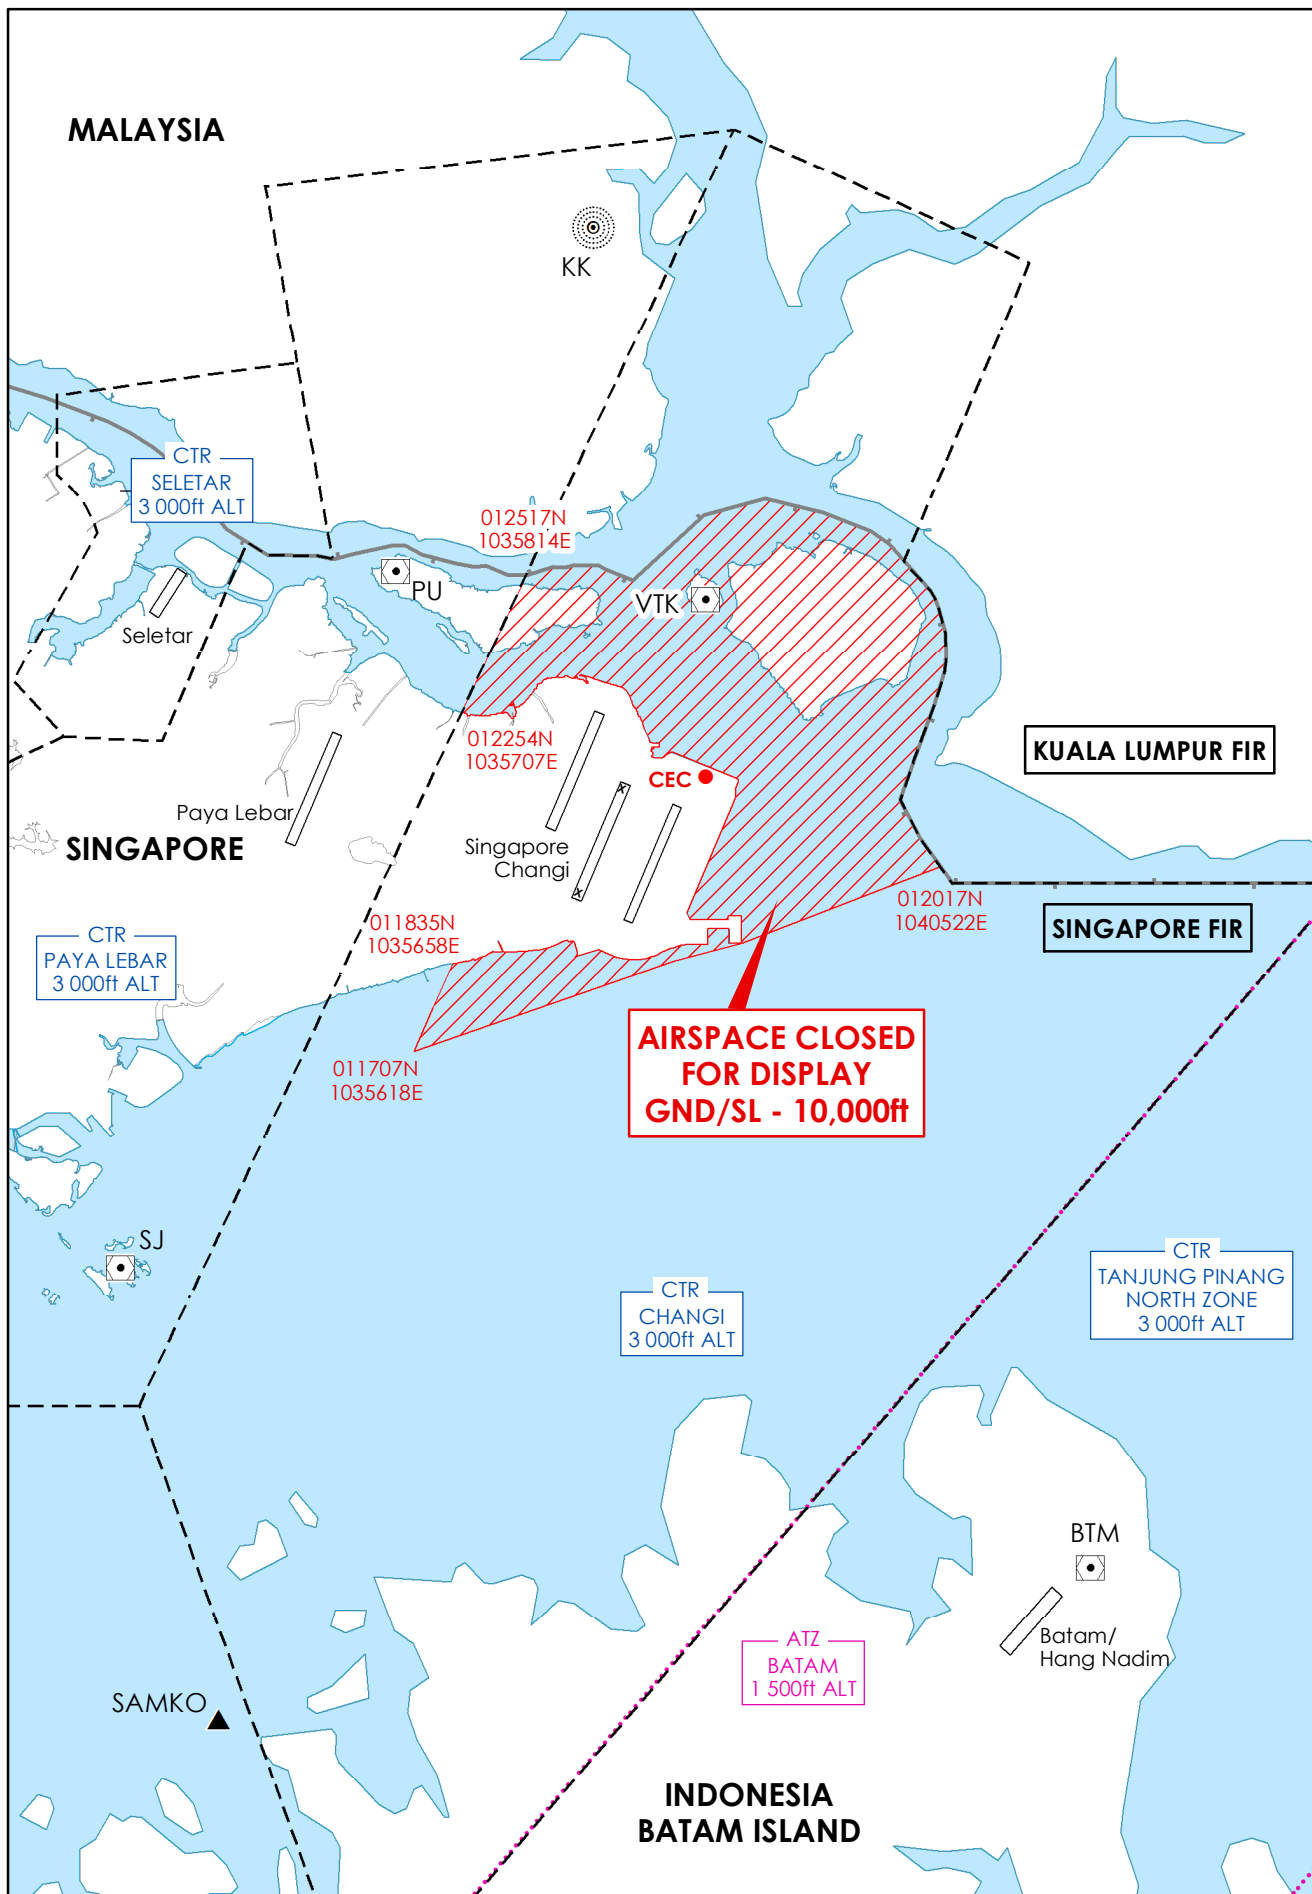 MALAYSIA
KK
CTR
SELETAR
3 000ft ALT
012517N
1035814E
PU
VTK
Seletar
012254N
1035707E
KUALA LUMPUR FIR
CEC
Paya Lebar
SINGAPORE
Singapore
Changi
x
x
012017N
1040522E
011835N
1035658E
SINGAPORE FIR
CTR
PAYA LEBAR
3 000ft ALT
AIRSPACE CLOSED
FOR DISPLAY
GND/SL - 10,000ft
011707N
1035618E
SJ
CTR
TANJUNG PINANG
NORTH ZONE
3 000ft ALT
CTR
CHANGI
3 000ft ALT
BTM
Batam/
Hang Nadim
ATZ
BATAM
1 500ft ALT
SAMKO
INDONESIA
BATAM ISLAND